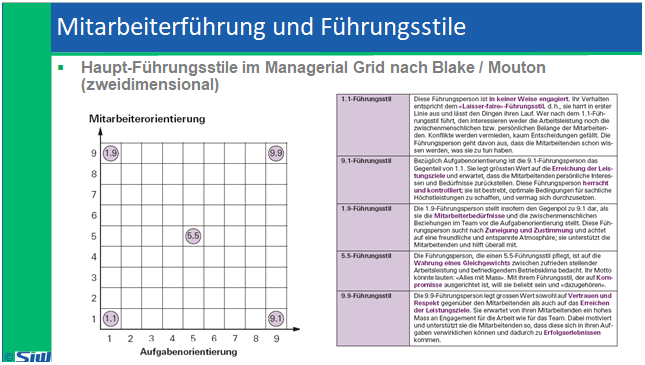 Mitarbeiterführung und Führungsstile
▪ Haupt-Führungsstile im Managerial Grid nach Blake / Mouton
(zweidimensional)
Mitarbeiterorientierung
9
8
7
6
5
4
3
2
1
1.9
9.9
5.5
1.1
9.1
1 2 3 4 5 6 7 8 9
Aufgabenorientierung
1.1-Führungsstil
Diese Führungsperson ist in keiner Weise engagiert. Ihr Verhalten
entspricht dem «Laisser-faire»-Führungsstil, d. h., sie harrt in erster
Linie aus und lässt den Dingen ihren Lauf. Wer nach dem 1.1-Füh-
rungsstil führt, den interessieren weder die Arbeitsleistung noch die
zwischenmenschlichen bzw. persönlichen Belange der Mitarbeiten-
den. Konflikte werden vermieden, kaum Entscheidungen gefällt. Die
Führungsperson geht davon aus, dass die Mitarbeitenden schon wis-
sen werden, was sie zu tun haben.
9.1-Führungsstil
Bezüglich Aufgabenorientierung ist die 9.1-Führungsperson das
Gegenteil von 1.1. Sie legt grössten Wert auf die Erreichung der Leis-
tungsziele und erwartet, dass die Mitarbeitenden persönliche Interes-
sen und Bedürfnisse zurückstellen. Diese Führungsperson herrscht
und kontrolliert; sie ist bestrebt, optimale Bedingungen für sachliche
Höchstleistungen zu schaffen, und vermag sich durchzusetzen.
1.9-Führungsstil
Die 1.9-Führungsperson stellt insofern den Gegenpol zu 9.1 dar, als
sie die Mitarbeiterbedürfnisse und die zwischenmenschlichen
Beziehungen im Team vor die Aufgabenorientierung stellt. Diese Füh-
rungsperson sucht nach Zuneigung und Zustimmung und achtet
auf eine freundliche und entspannte Atmosphäre; sie unterstützt die
Mitarbeitenden und hilft überall mit.
5.5-Führungsstil
Die Führungsperson, die einen 5.5-Führungsstil pflegt, ist auf die
Wahrung eines Gleichgewichts zwischen zufrieden stellender
Arbeitsleistung und befriedigendem Betriebsklima bedacht. Ihr Motto
könnte lauten: «Alles mit Mass». Mit ihrem Führungsstil, der auf Kom-
promisse ausgerichtet ist, will sie beliebt sein und «dazugehören».
9.9-Führungsstil
Die 9.9-Führungsperson legt grossen Wert sowohl auf Vertrauen und
Respekt gegenüber den Mitarbeitenden als auch auf das Erreichen
der Leistungsziele. Sie erwartet von ihren Mitarbeitenden ein hohes
Mass an Engagement für die Arbeit wie für das Team. Dabei motiviert
und unterstützt sie die Mitarbeitenden so, dass diese sich in ihren Auf-
gaben verwirklichen können und dadurch zu Erfolgserlebnissen
kommen.